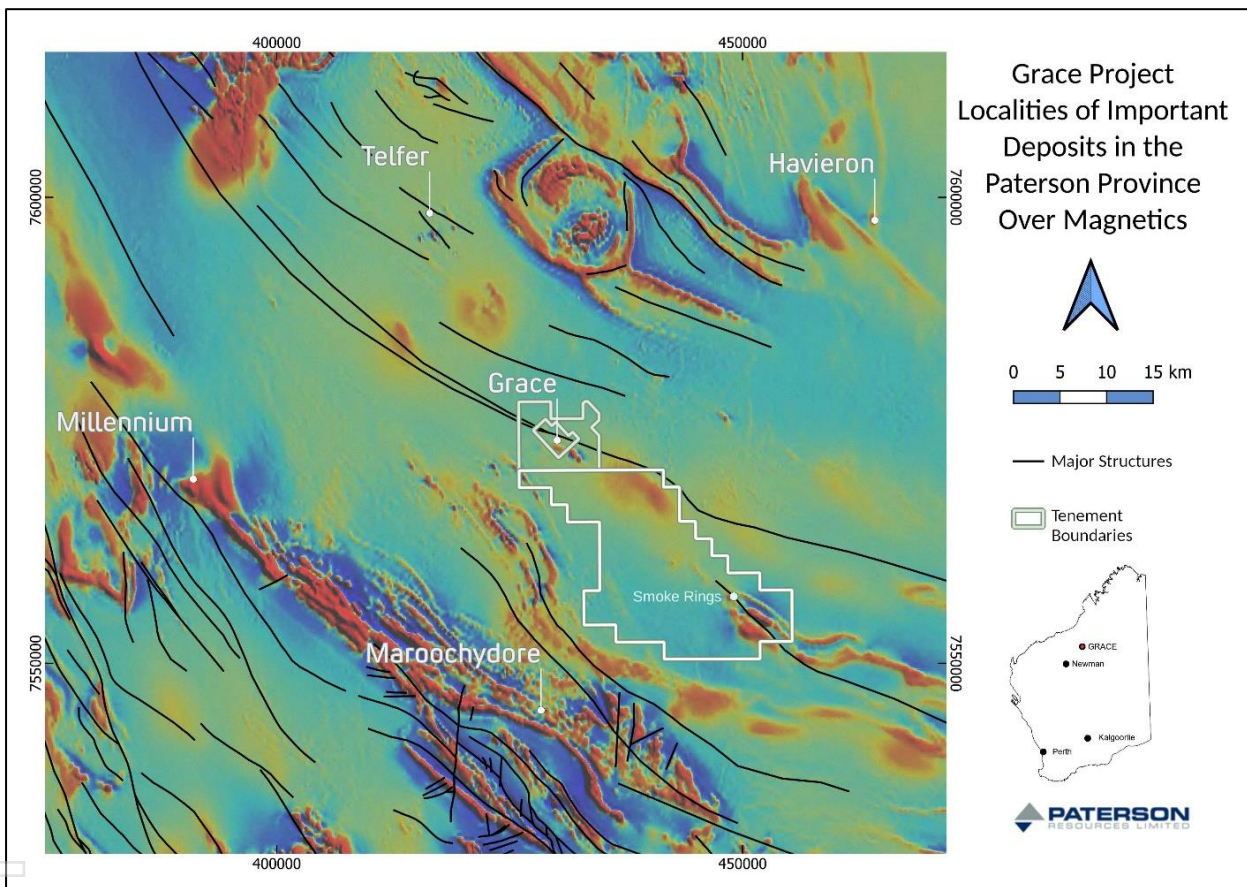 400000
450000
Grace Project
Localities of Important
Deposits in the
Paterson Province
Over Magnetics
Telfer
Havieron
7600000
7600000
0 5 10 15 km
Grace
Millennium
Major Structures
Tenement
Boundaries
Smoke Rings
GRACE
Newman
Maroochydore
7550000
7550000
Kalgoorlie
Perth
PATERSON
RESOURCES LIMITED
400000
450000